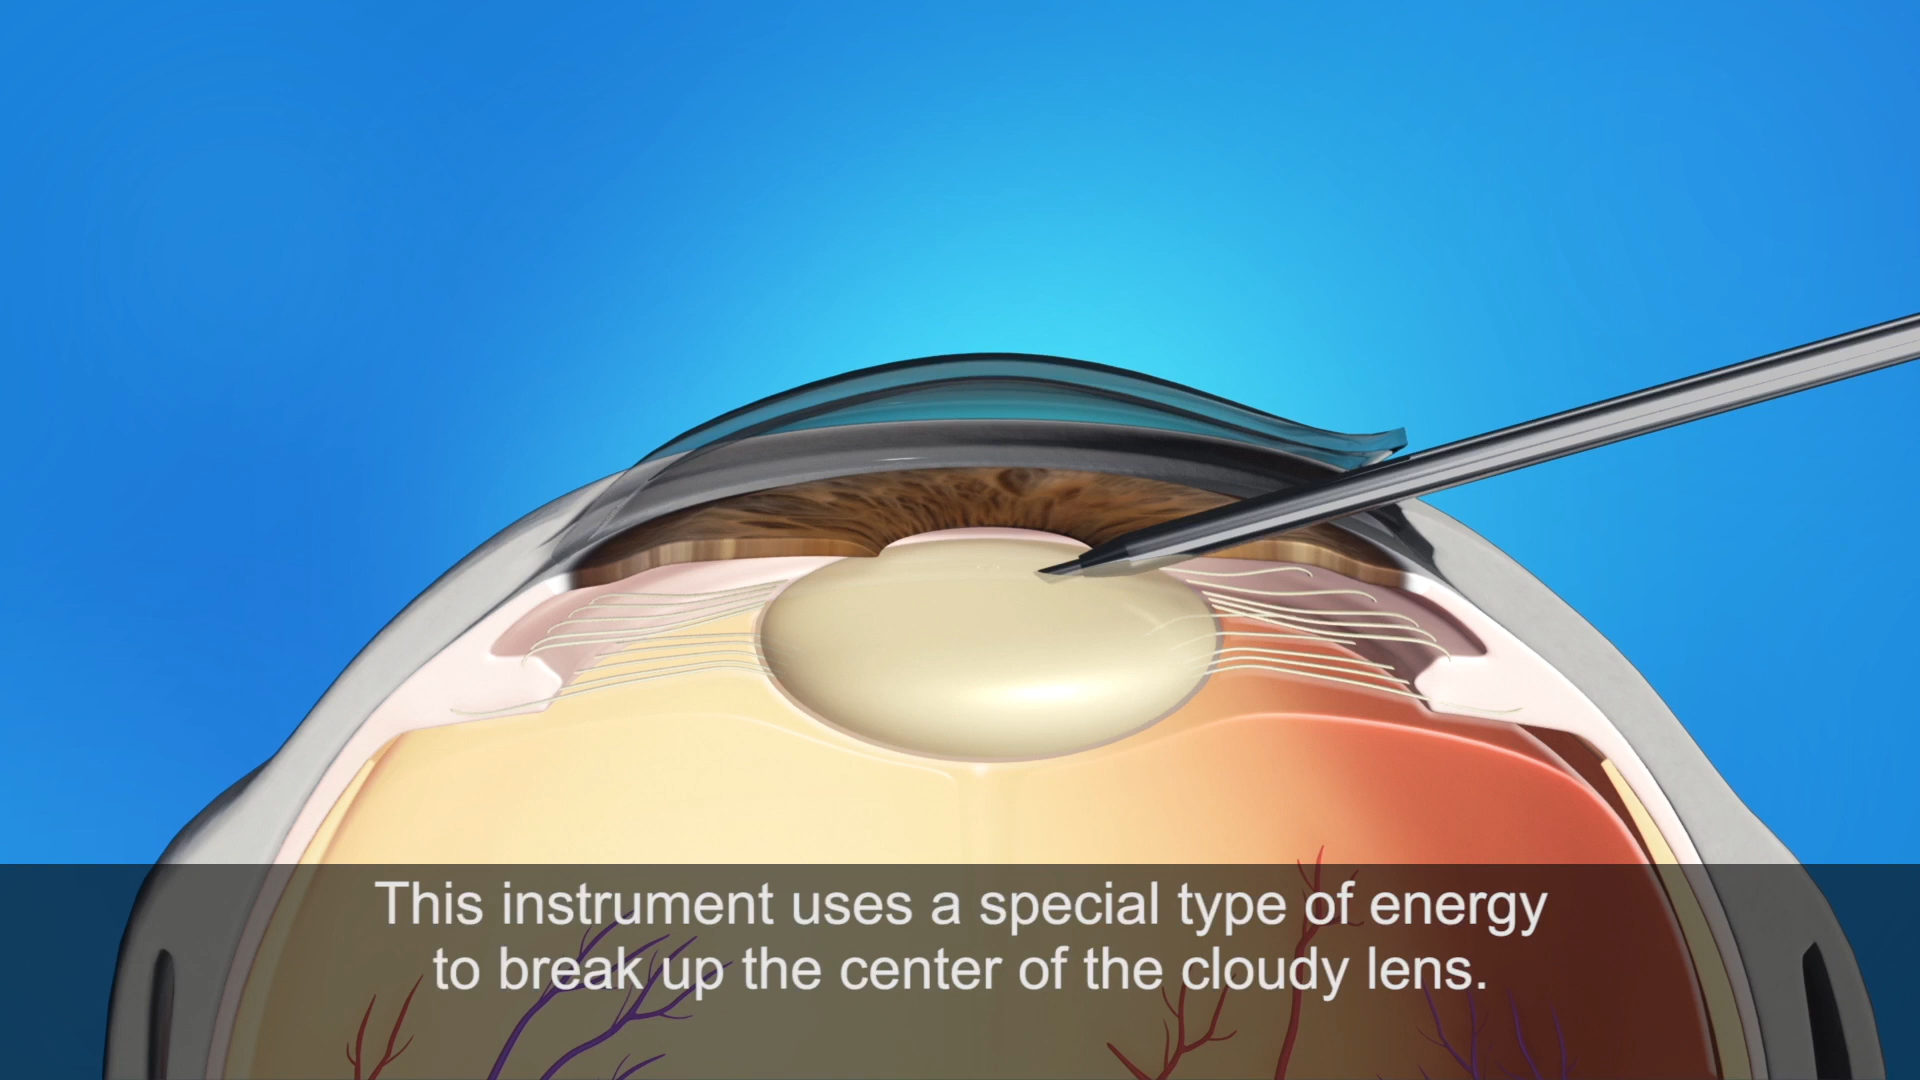 This instrument uses a special type of energy
to break up the center of the cloudy lens.